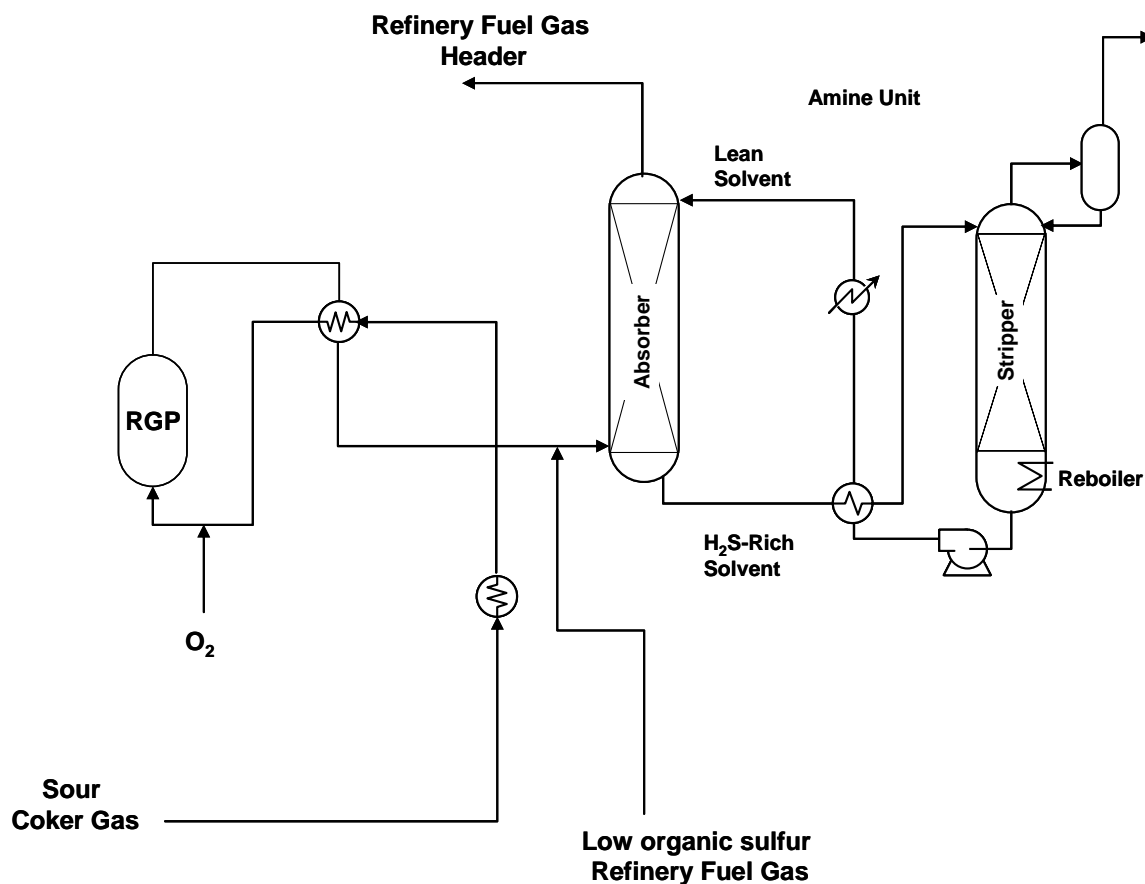 Refinery Fuel Gas
Header
Amine Unit
Lean
Solvent
Absorber
Stripper
RGP
Reboiler
H₂S-Rich
Solvent
O₂
Sour
Coker Gas
Low organic sulfur
Refinery Fuel Gas